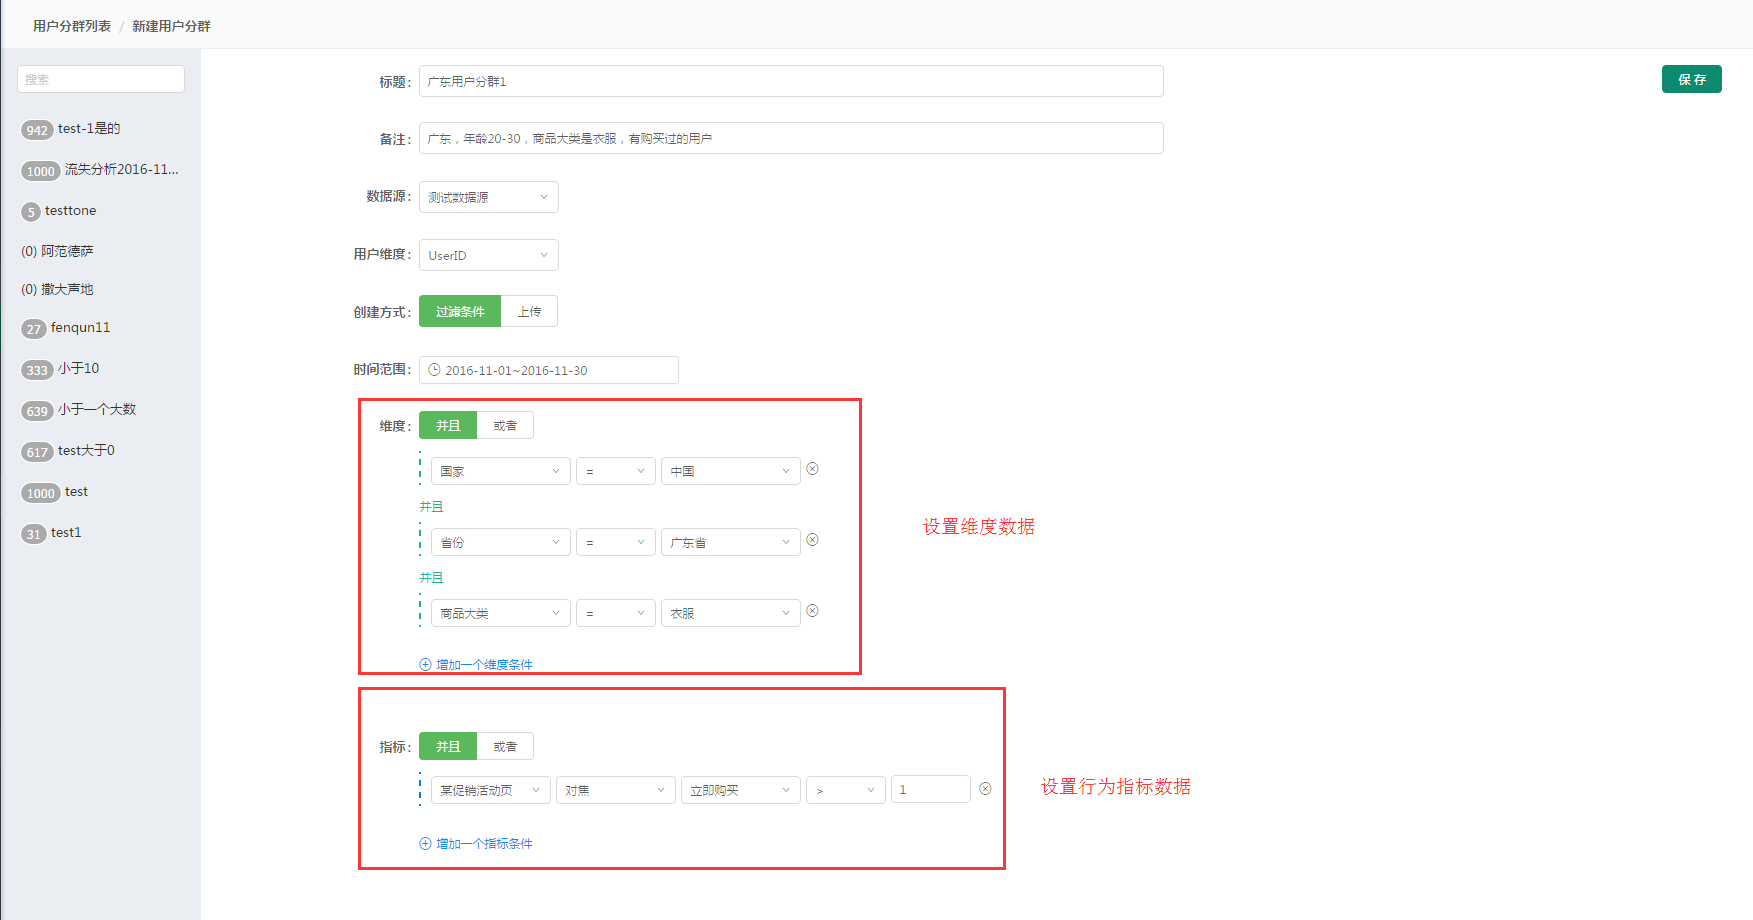 用户分群列表 / 新建用户分群
搜索
942 test-1是的
1000 流失分析2016-11...
5 testtone
(0) 阿范德萨
(0) 撒大声地
27 fenqun11
333 小于10
639 小于一个大数
617 test大于0
1000 test
31 test1
标题: 广东用户分群1
保 存
备注: 广东，年龄20-30，商品大类是衣服，有购买过的用户
数据源: 测试数据源
用户维度: UserID
创建方式: 过滤条件 上传
时间范围: 2016-11-01~2016-11-30
维度: 并且 或者
国家 = 中国
并且
省份 = 广东省
并且
商品大类 = 衣服
增加一个维度条件
设置维度数据
指标: 并且 或者
某促销活动页 对焦 立即购买 > 1
增加一个指标条件
设置行为指标数据